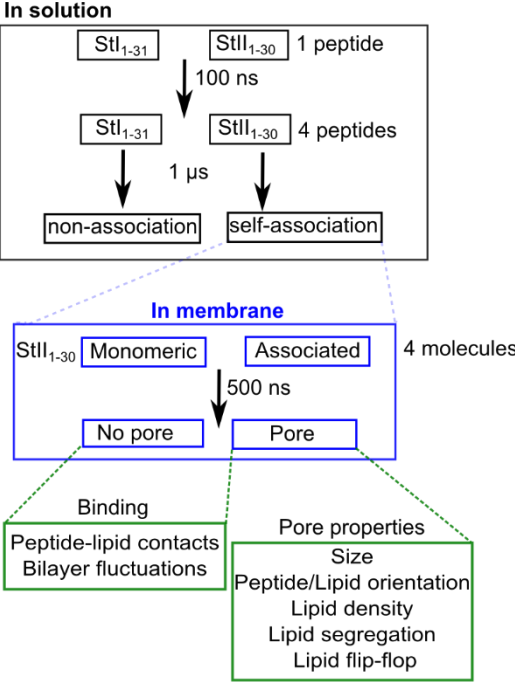 In solution
StI1-31 StII1-30 1 peptide
100 ns
StI1-31 StII1-30 4 peptides
1 µs
non-association self-association
In membrane
StII1-30 Monomeric Associated 4 molecules
500 ns
No pore Pore
Binding
Peptide-lipid contacts
Bilayer fluctuations
Pore properties
Size
Peptide/Lipid orientation
Lipid density
Lipid segregation
Lipid flip-flop